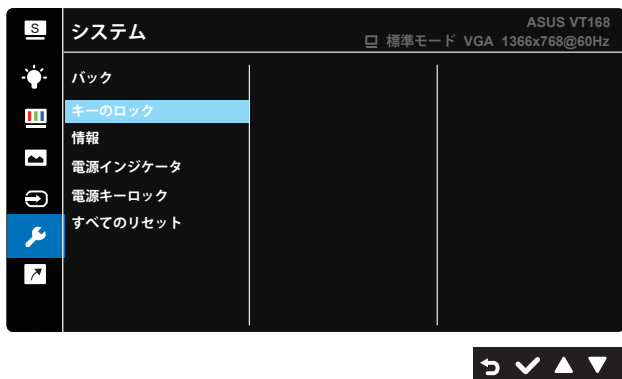 S
システム
ASUS VT168
標準モード VGA 1366x768@60Hz
バック
キーのロック
情報
電源インジケータ
電源キーロック
すべてのリセット